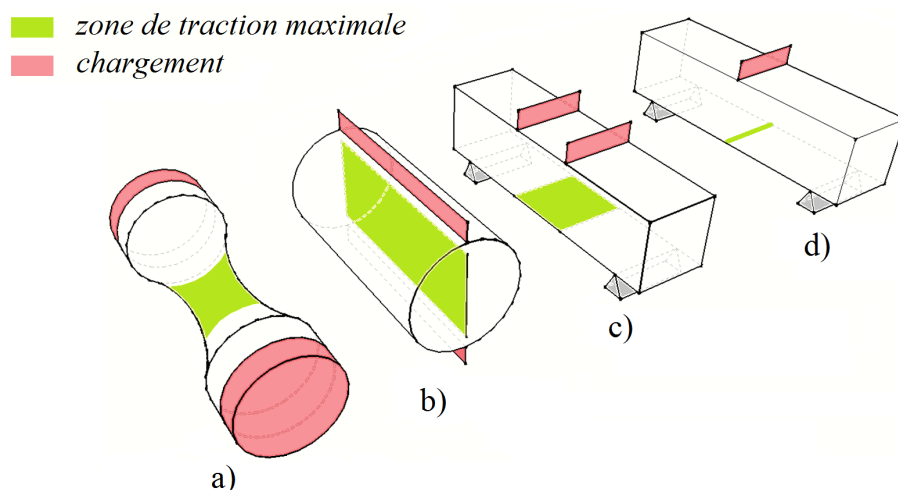 zone de traction maximale
chargement
a)
b)
c)
d)